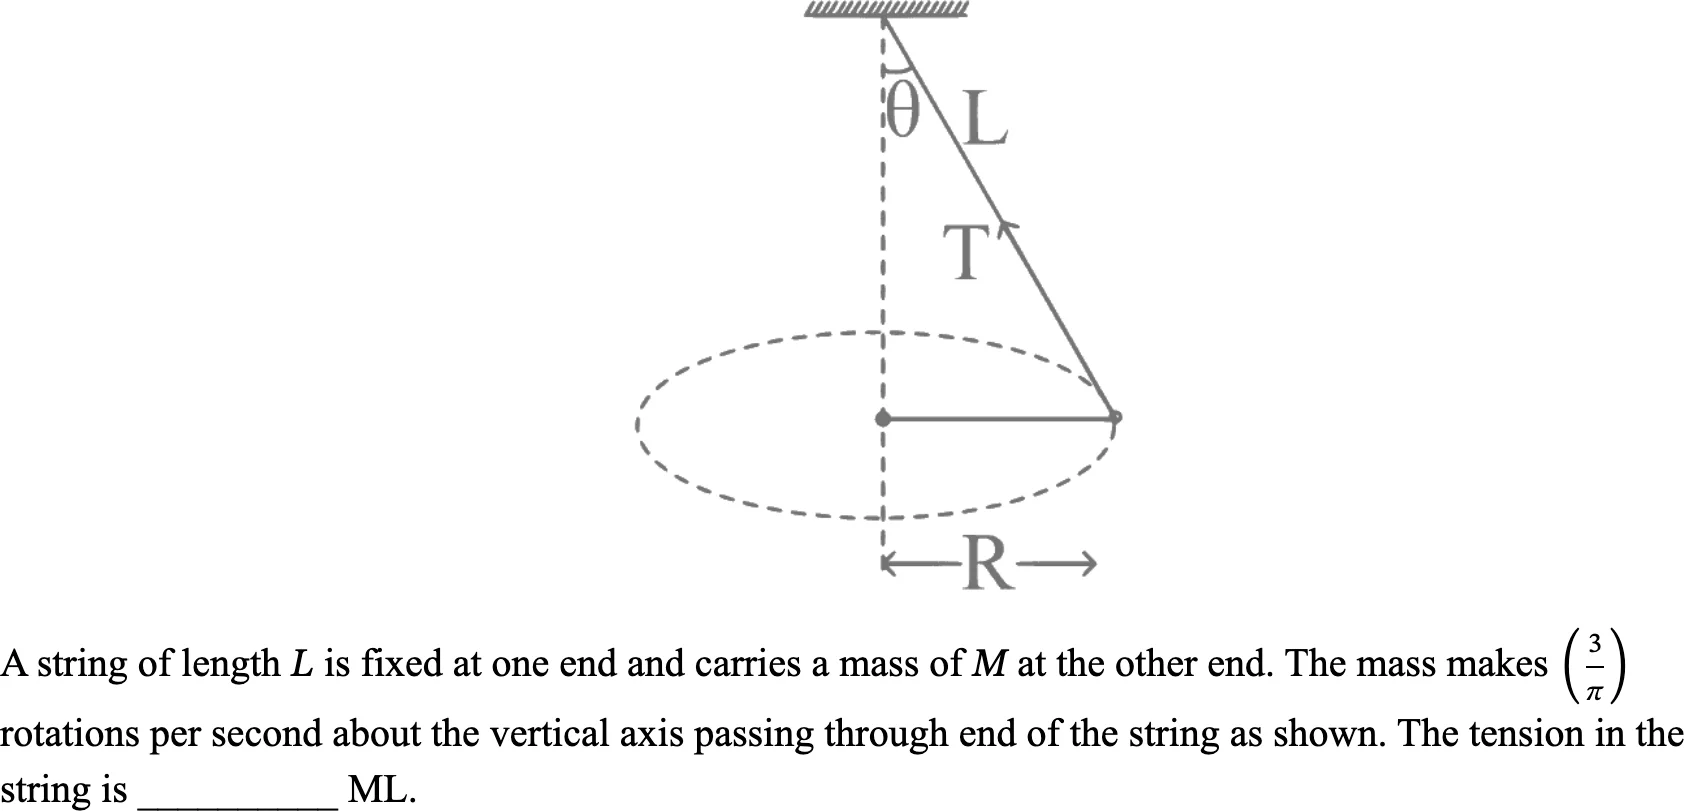 θ
L
T
R
A string of length L is fixed at one end and carries a mass of M at the other end. The mass makes (3/π)
rotations per second about the vertical axis passing through end of the string as shown. The tension in the
string is __________ ML.